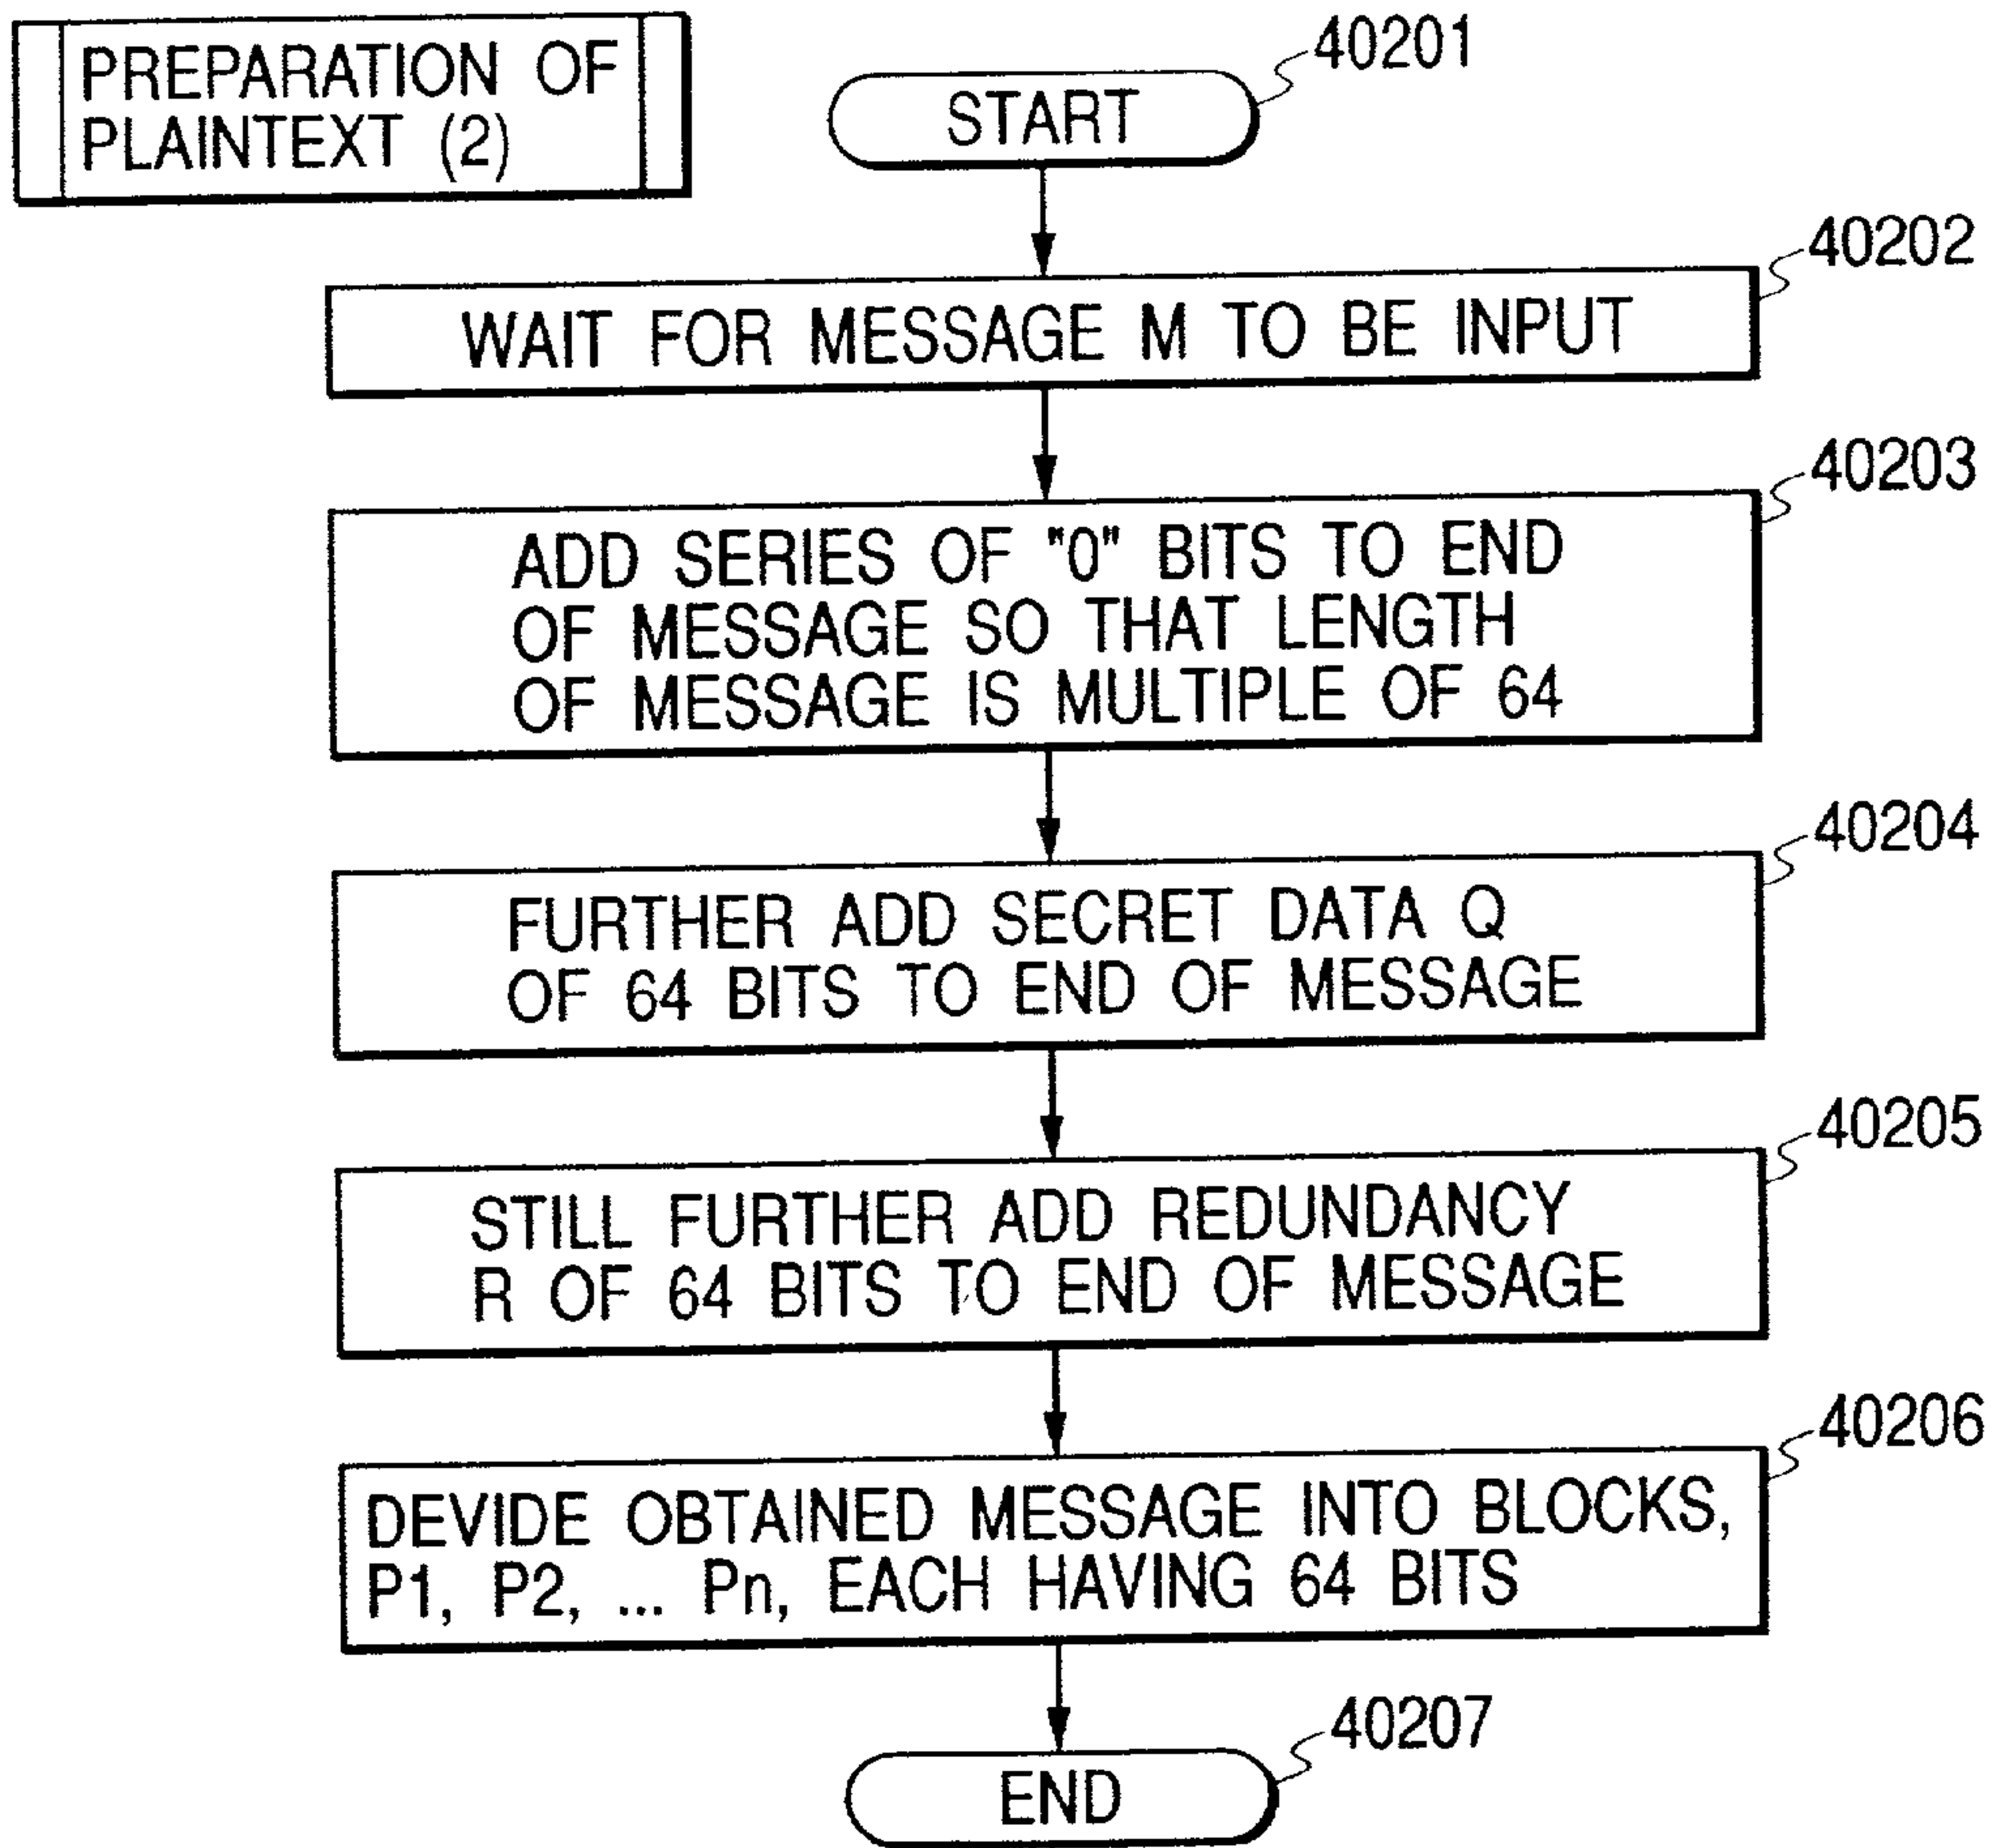 PREPARATION OF
PLAINTEXT (2)
START
40201
WAIT FOR MESSAGE M TO BE INPUT
40202
ADD SERIES OF "0" BITS TO END
OF MESSAGE SO THAT LENGTH
OF MESSAGE IS MULTIPLE OF 64
40203
FURTHER ADD SECRET DATA Q
OF 64 BITS TO END OF MESSAGE
40204
STILL FURTHER ADD REDUNDANCY
R OF 64 BITS TO END OF MESSAGE
40205
DEVIDE OBTAINED MESSAGE INTO BLOCKS,
P1, P2, ... Pn, EACH HAVING 64 BITS
40206
END
40207